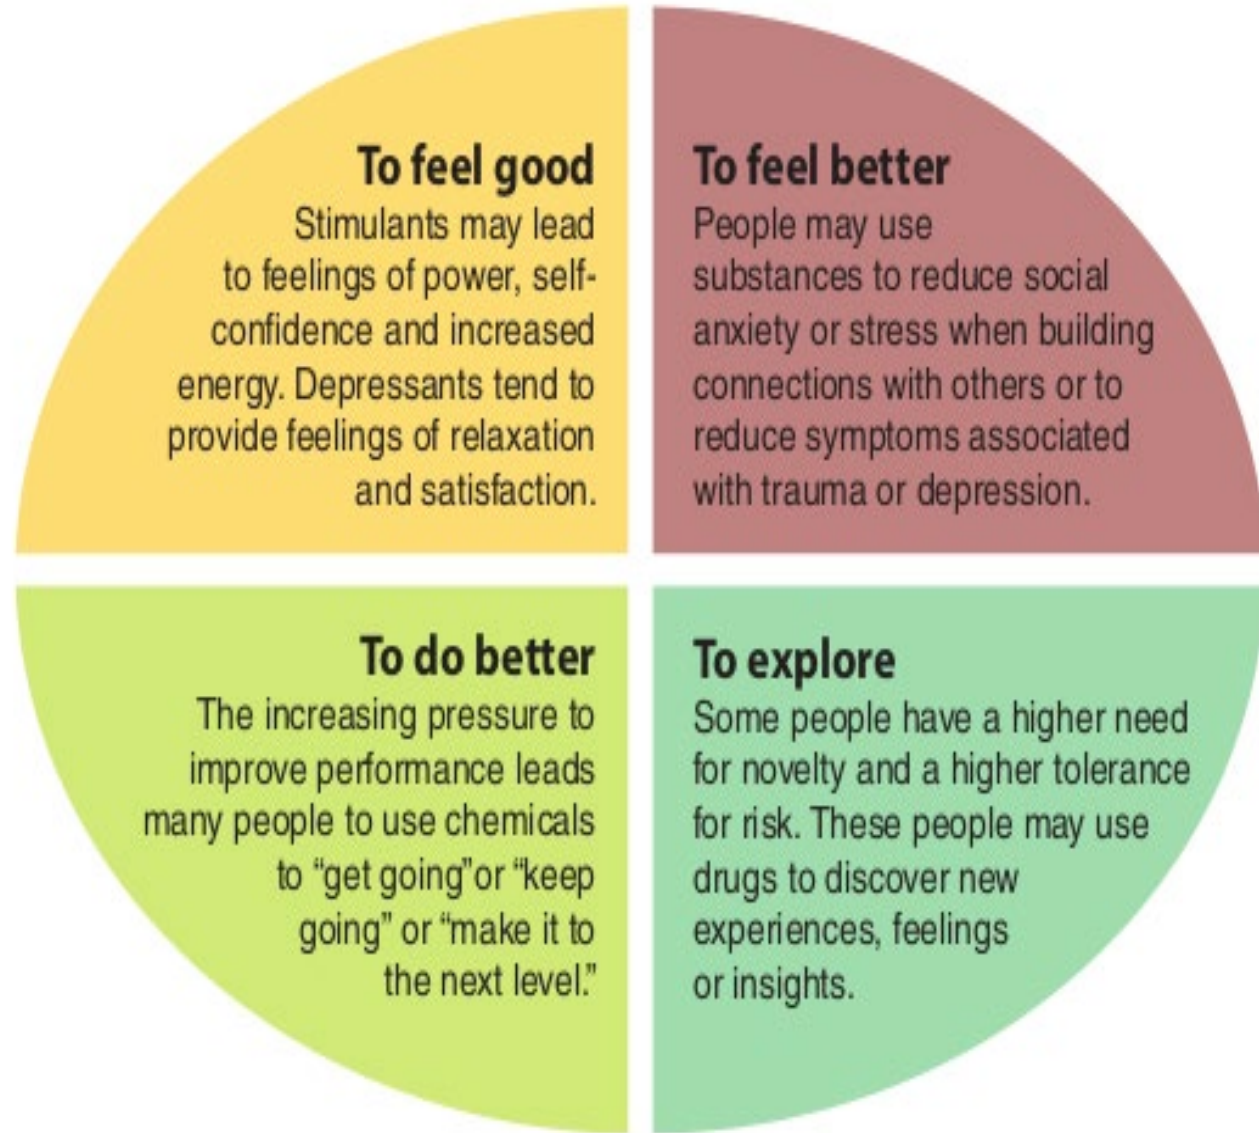 To feel good
Stimulants may lead
to feelings of power, self-
confidence and increased
energy. Depressants tend to
provide feelings of relaxation
and satisfaction.
To feel better
People may use
substances to reduce social
anxiety or stress when building
connections with others or to
reduce symptoms associated
with trauma or depression.
To do better
The increasing pressure to
improve performance leads
many people to use chemicals
to “get going”or “keep
going” or “make it to
the next level.”
To explore
Some people have a higher need
for novelty and a higher tolerance
for risk. These people may use
drugs to discover new
experiences, feelings
or insights.